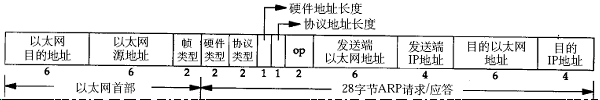 硬件地址长度
协议地址长度
以太网 以太网 帧 硬件 协议 op 发送端 发送端 目的以太网 目的
目的地址 源地址 类型 类型 类型 以太网地址 IP地址 地址 IP地址
6 6 2 2 2 1 1 2 6 4 6 4
以太网首部 28字节ARP请求/应答